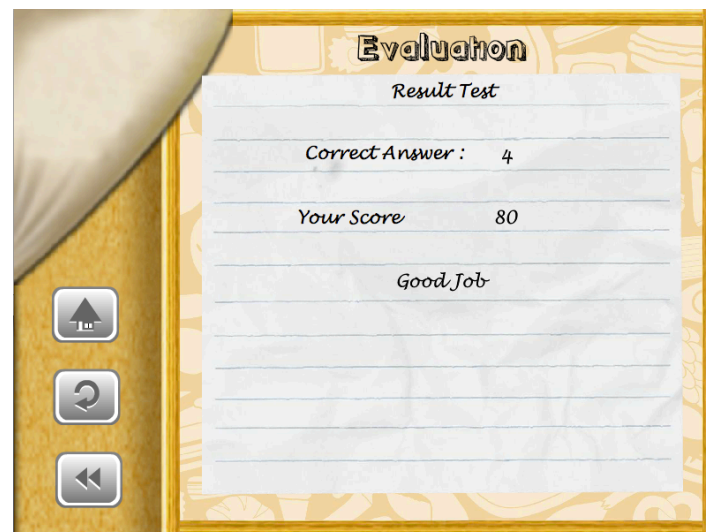 Evaluation
Result Test
Correct Answer : 4
Your Score 80
Good Job